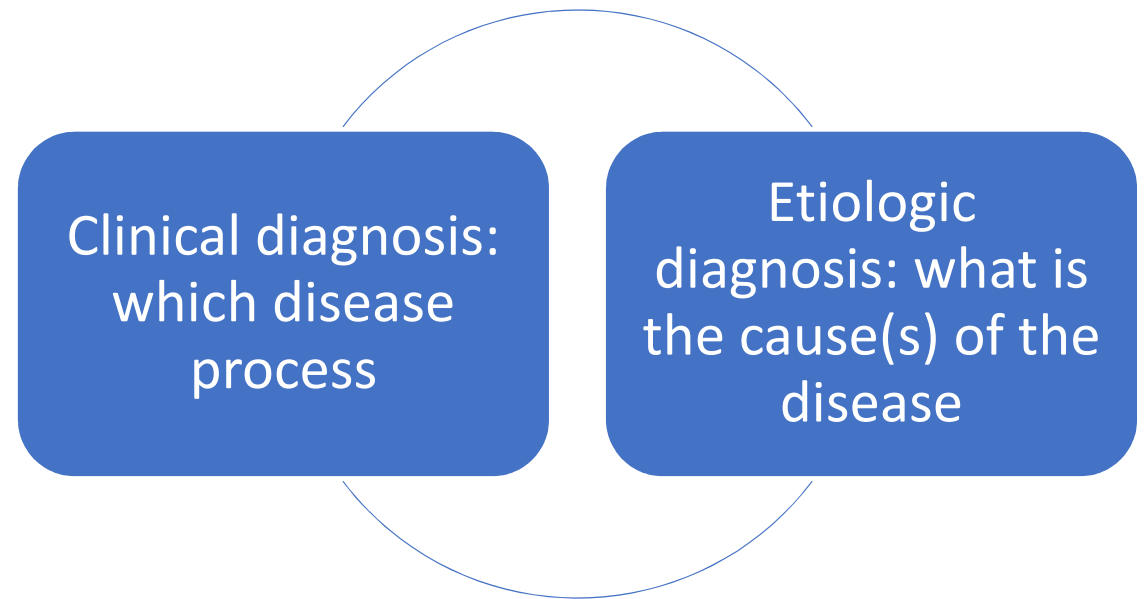 Clinical diagnosis:
which disease
process
Etiologic
diagnosis: what is
the cause(s) of the
disease